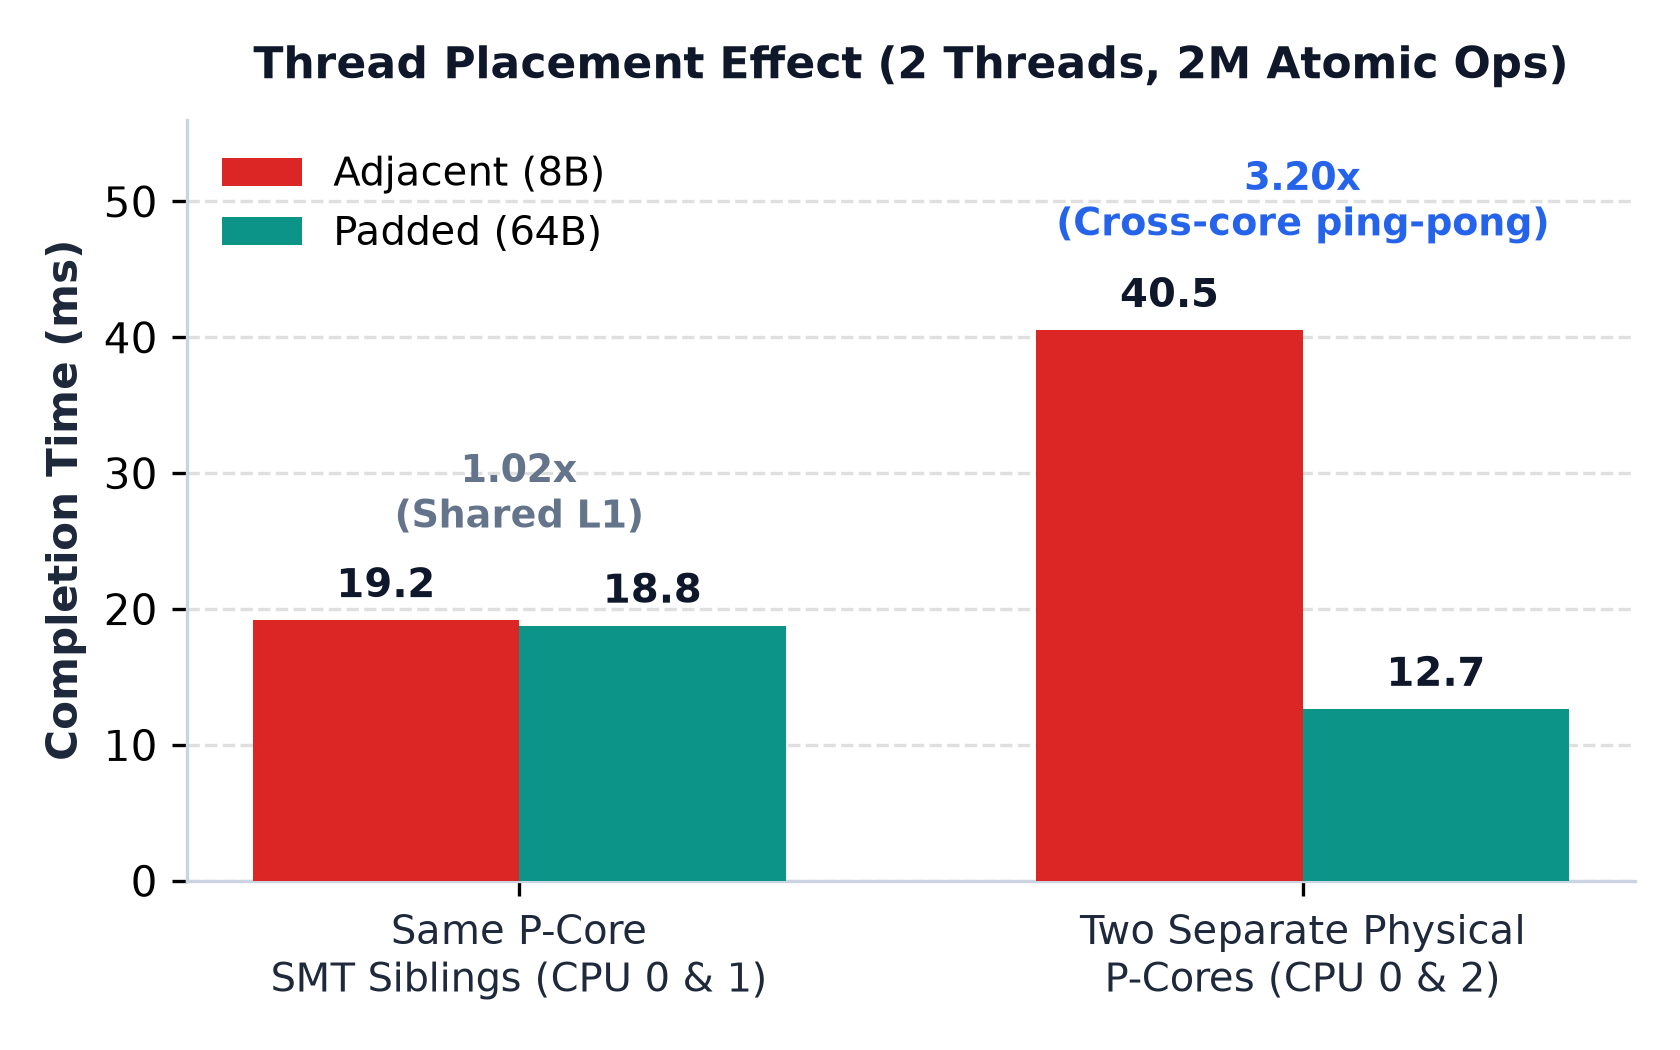 Thread Placement Effect (2 Threads, 2M Atomic Ops)
Adjacent (8B)
Padded (64B)
Completion Time (ms)
50
40
30
20
10
0
1.02x
(Shared L1)
19.2
18.8
3.20x
(Cross-core ping-pong)
40.5
12.7
Same P-Core
SMT Siblings (CPU 0 & 1)
Two Separate Physical
P-Cores (CPU 0 & 2)